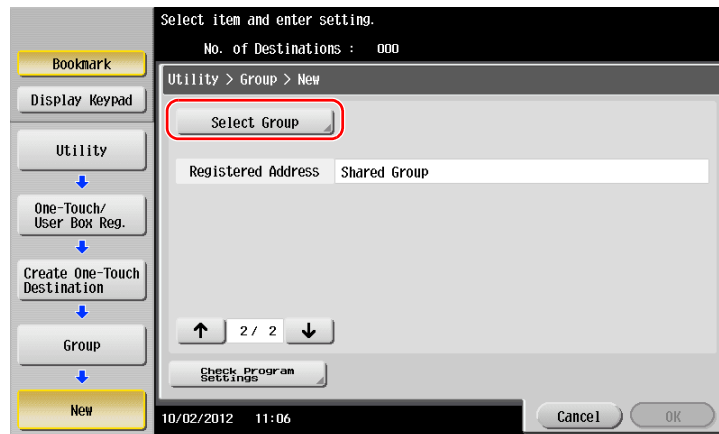 Select item and enter setting.
No. of Destinations : 000
Bookmark
Display Keypad
Utility
One-Touch/
User Box Reg.
Create One-Touch
Destination
Group
New
Utility > Group > New
Select Group
Registered Address Shared Group
2/ 2
Check Program
Settings
10/02/2012 11:06
Cancel
OK